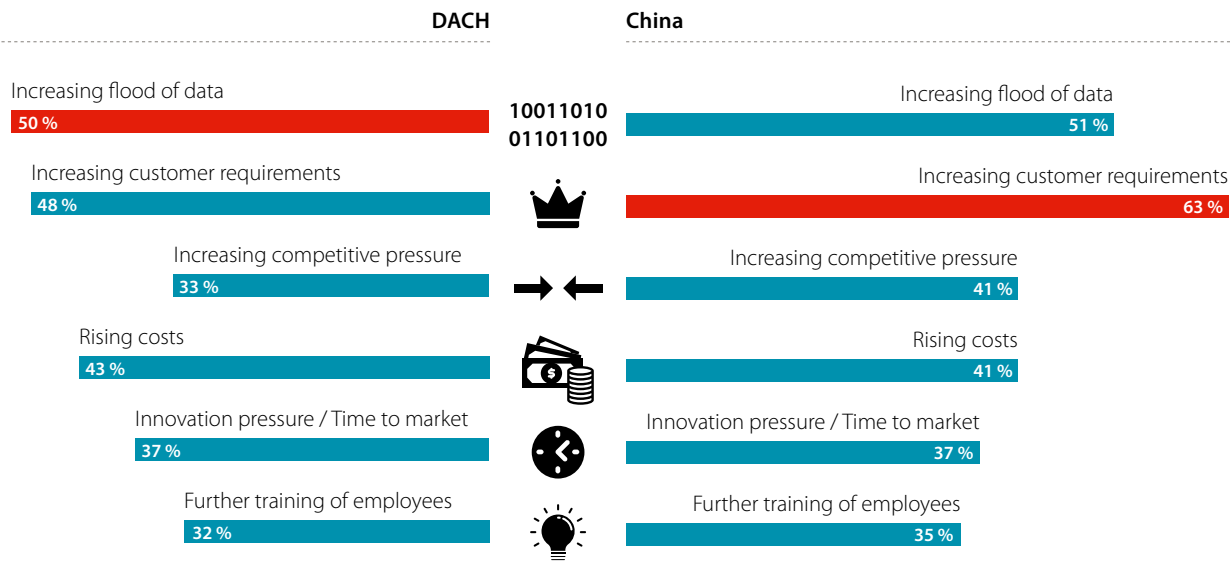 DACH
China
Increasing flood of data
50 %
10011010
01101100
Increasing flood of data
51 %
Increasing customer requirements
48 %
Increasing customer requirements
63 %
Increasing competitive pressure
33 %
Increasing competitive pressure
41 %
Rising costs
43 %
$
Rising costs
41 %
Innovation pressure / Time to market
37 %
Innovation pressure / Time to market
37 %
Further training of employees
32 %
Further training of employees
35 %